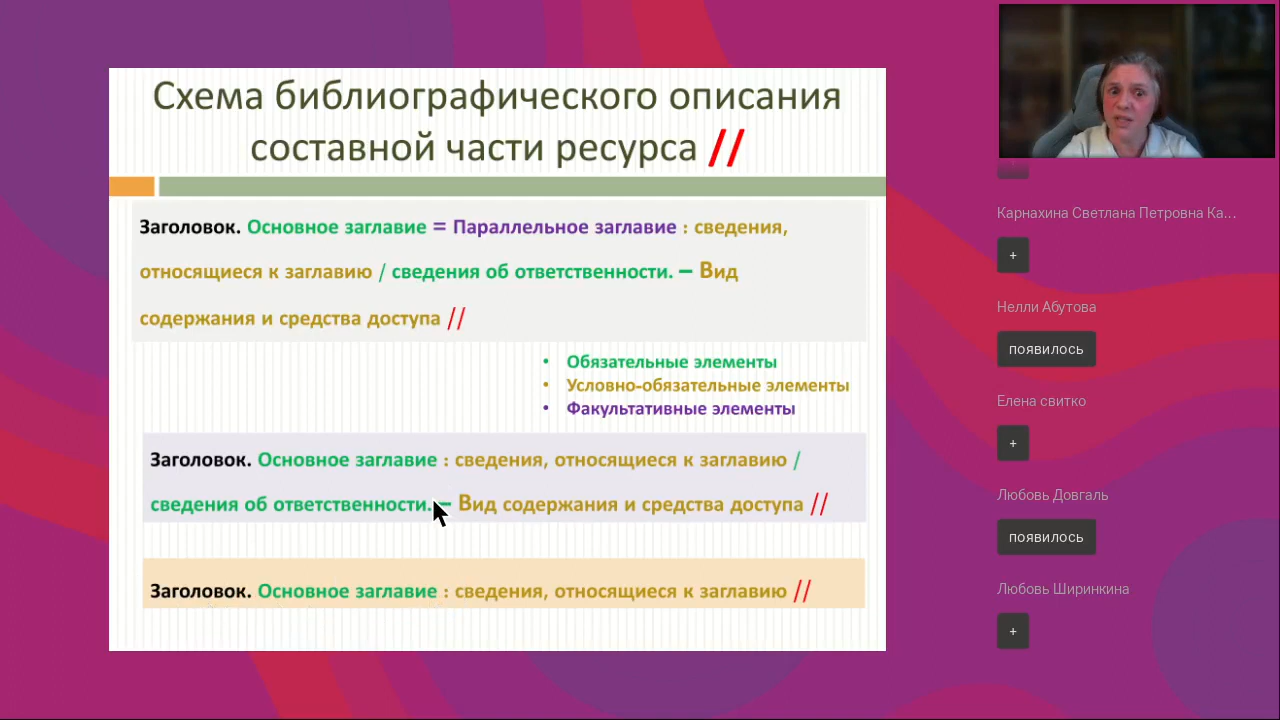 Схема библиографического описания
составной части ресурса //
Заголовок. Основное заглавие = Параллельное заглавие : сведения,
относящиеся к заглавию / сведения об ответственности. – Вид
содержания и средства доступа //
• Обязательные элементы
• Условно-обязательные элементы
• Факультативные элементы
Заголовок. Основное заглавие : сведения, относящиеся к заглавию /
сведения об ответственности. – Вид содержания и средства доступа //
Заголовок. Основное заглавие : сведения, относящиеся к заглавию //
Карнахина Светлана Петровна Ка...
+
Нелли Абутова
появилось
Елена свитко
+
Любовь Довгаль
появилось
Любовь Ширинкина
+